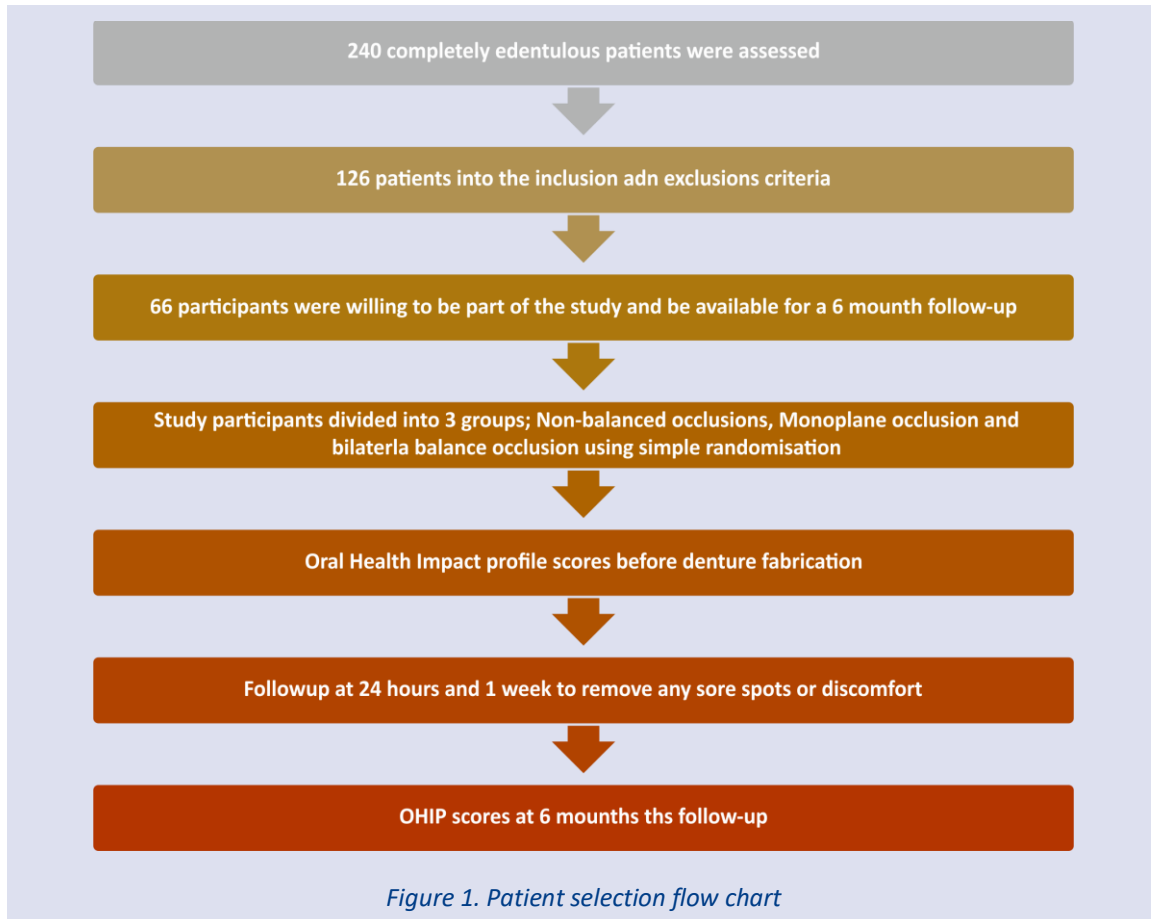 240 completely edentulous patients were assessed
126 patients into the inclusion adn exclusions criteria
66 participants were willing to be part of the study and be available for a 6 mounth follow-up
Study participants divided into 3 groups; Non-balanced occlusions, Monoplane occlusion and
bilaterla balance occlusion using simple randomisation
Oral Health Impact profile scores before denture fabrication
Followup at 24 hours and 1 week to remove any sore spots or discomfort
OHIP scores at 6 mounths ths follow-up
Figure 1. Patient selection flow chart